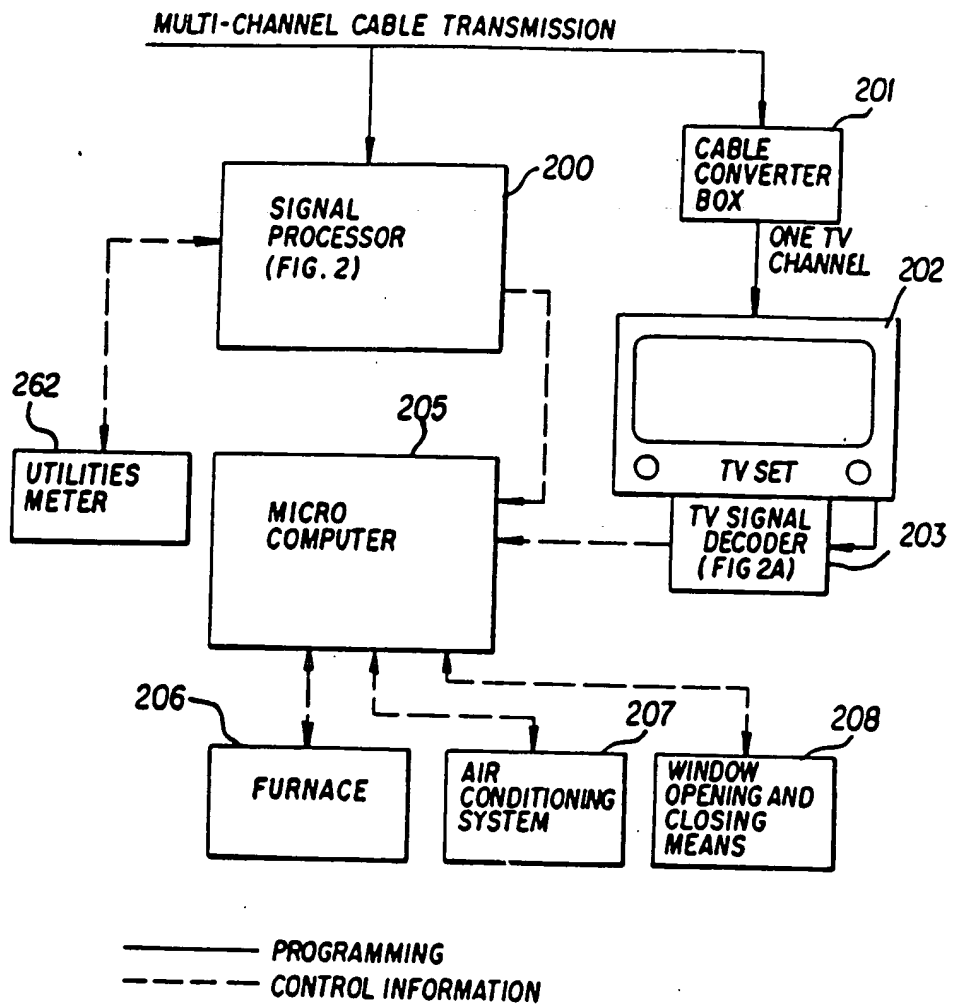 MULTI-CHANNEL CABLE TRANSMISSION
201
CABLE
CONVERTER
BOX
200
SIGNAL
PROCESSOR
(FIG. 2)
ONE TV
CHANNEL
202
262
UTILITIES
METER
205
MICRO
COMPUTER
TV SET
TV SIGNAL
DECODER
(FIG 2A)
203
206
FURNACE
207
AIR
CONDITIONING
SYSTEM
208
WINDOW
OPENING AND
CLOSING
MEANS
PROGRAMMING
CONTROL INFORMATION